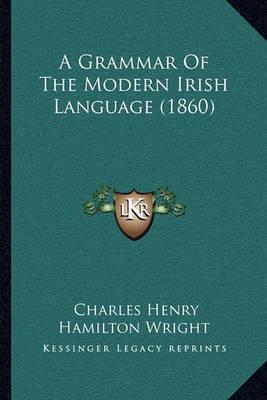 A Grammar Of
The Modern Irish
Language (1860)
LKR
Charles Henry
Hamilton Wright
Kessinger Legacy reprints